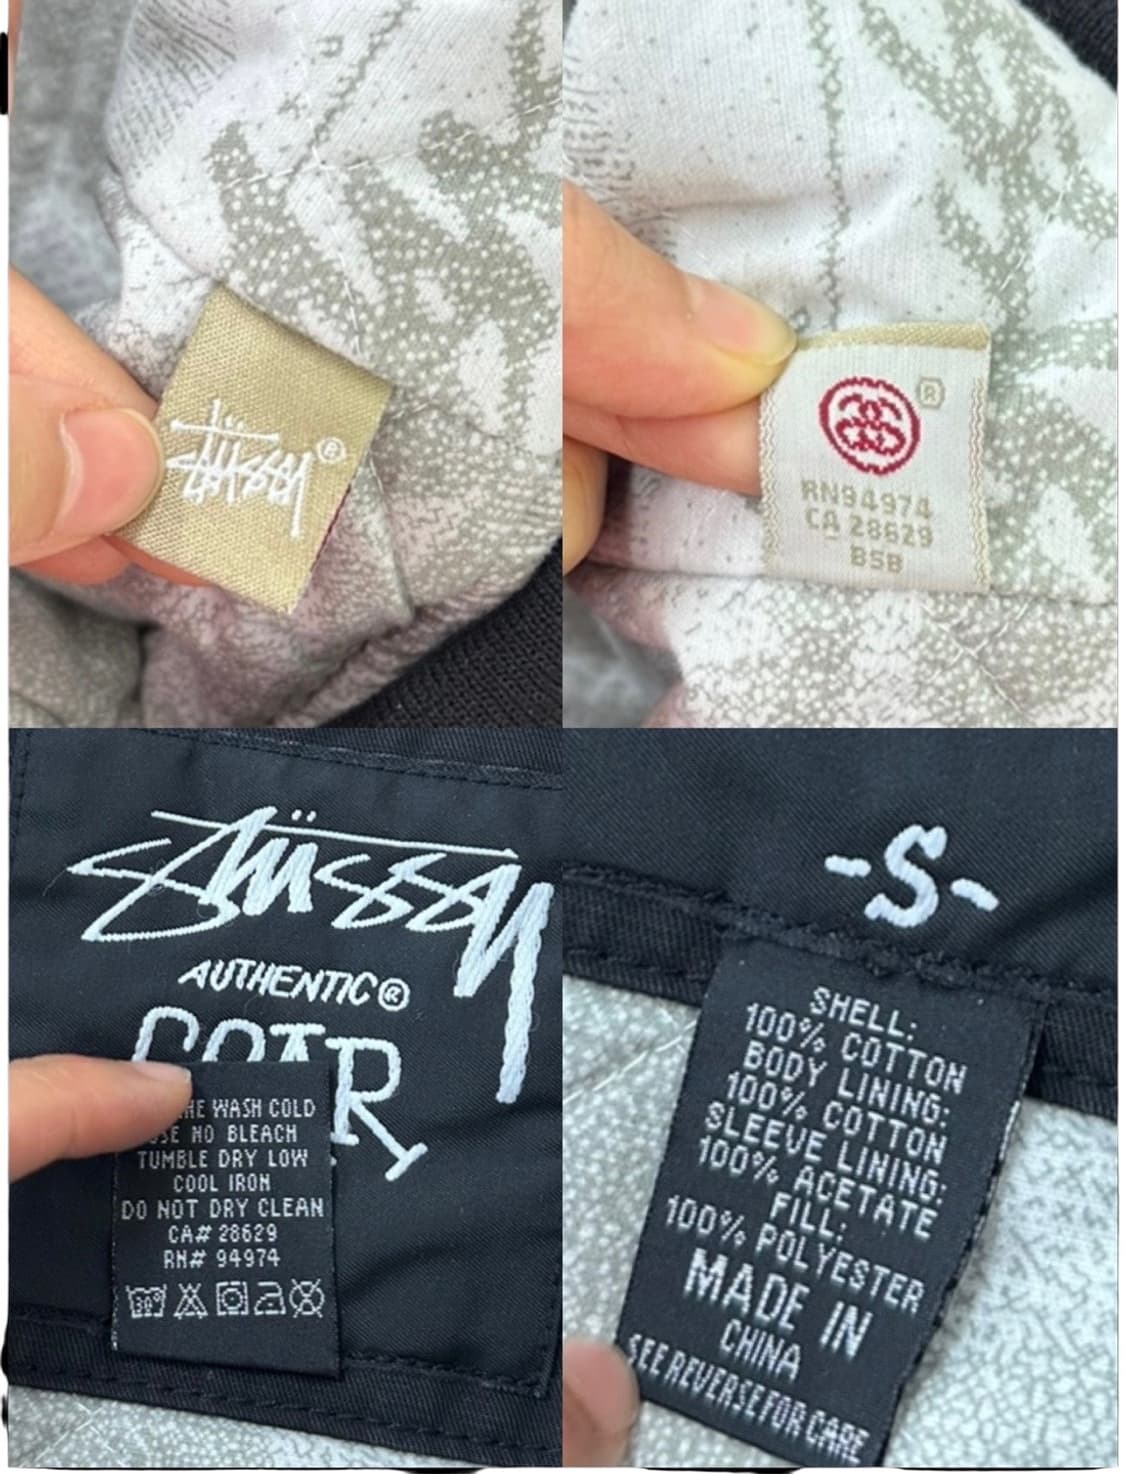 STÜSSY®
®
RN94974
CA 28629
BSB
STÜSSY
AUTHENTIC®
WASH COLD
NO BLEACH
TUMBLE DRY LOW
COOL IRON
DO NOT DRY CLEAN
CA# 28629
RN# 94974
30°
-S-
SHELL:
100% COTTON
BODY LINING:
100% COTTON
SLEEVE LINING:
100% ACETATE
FILL:
100% POLYESTER
MADE IN
CHINA
SEE REVERSE FOR CARE